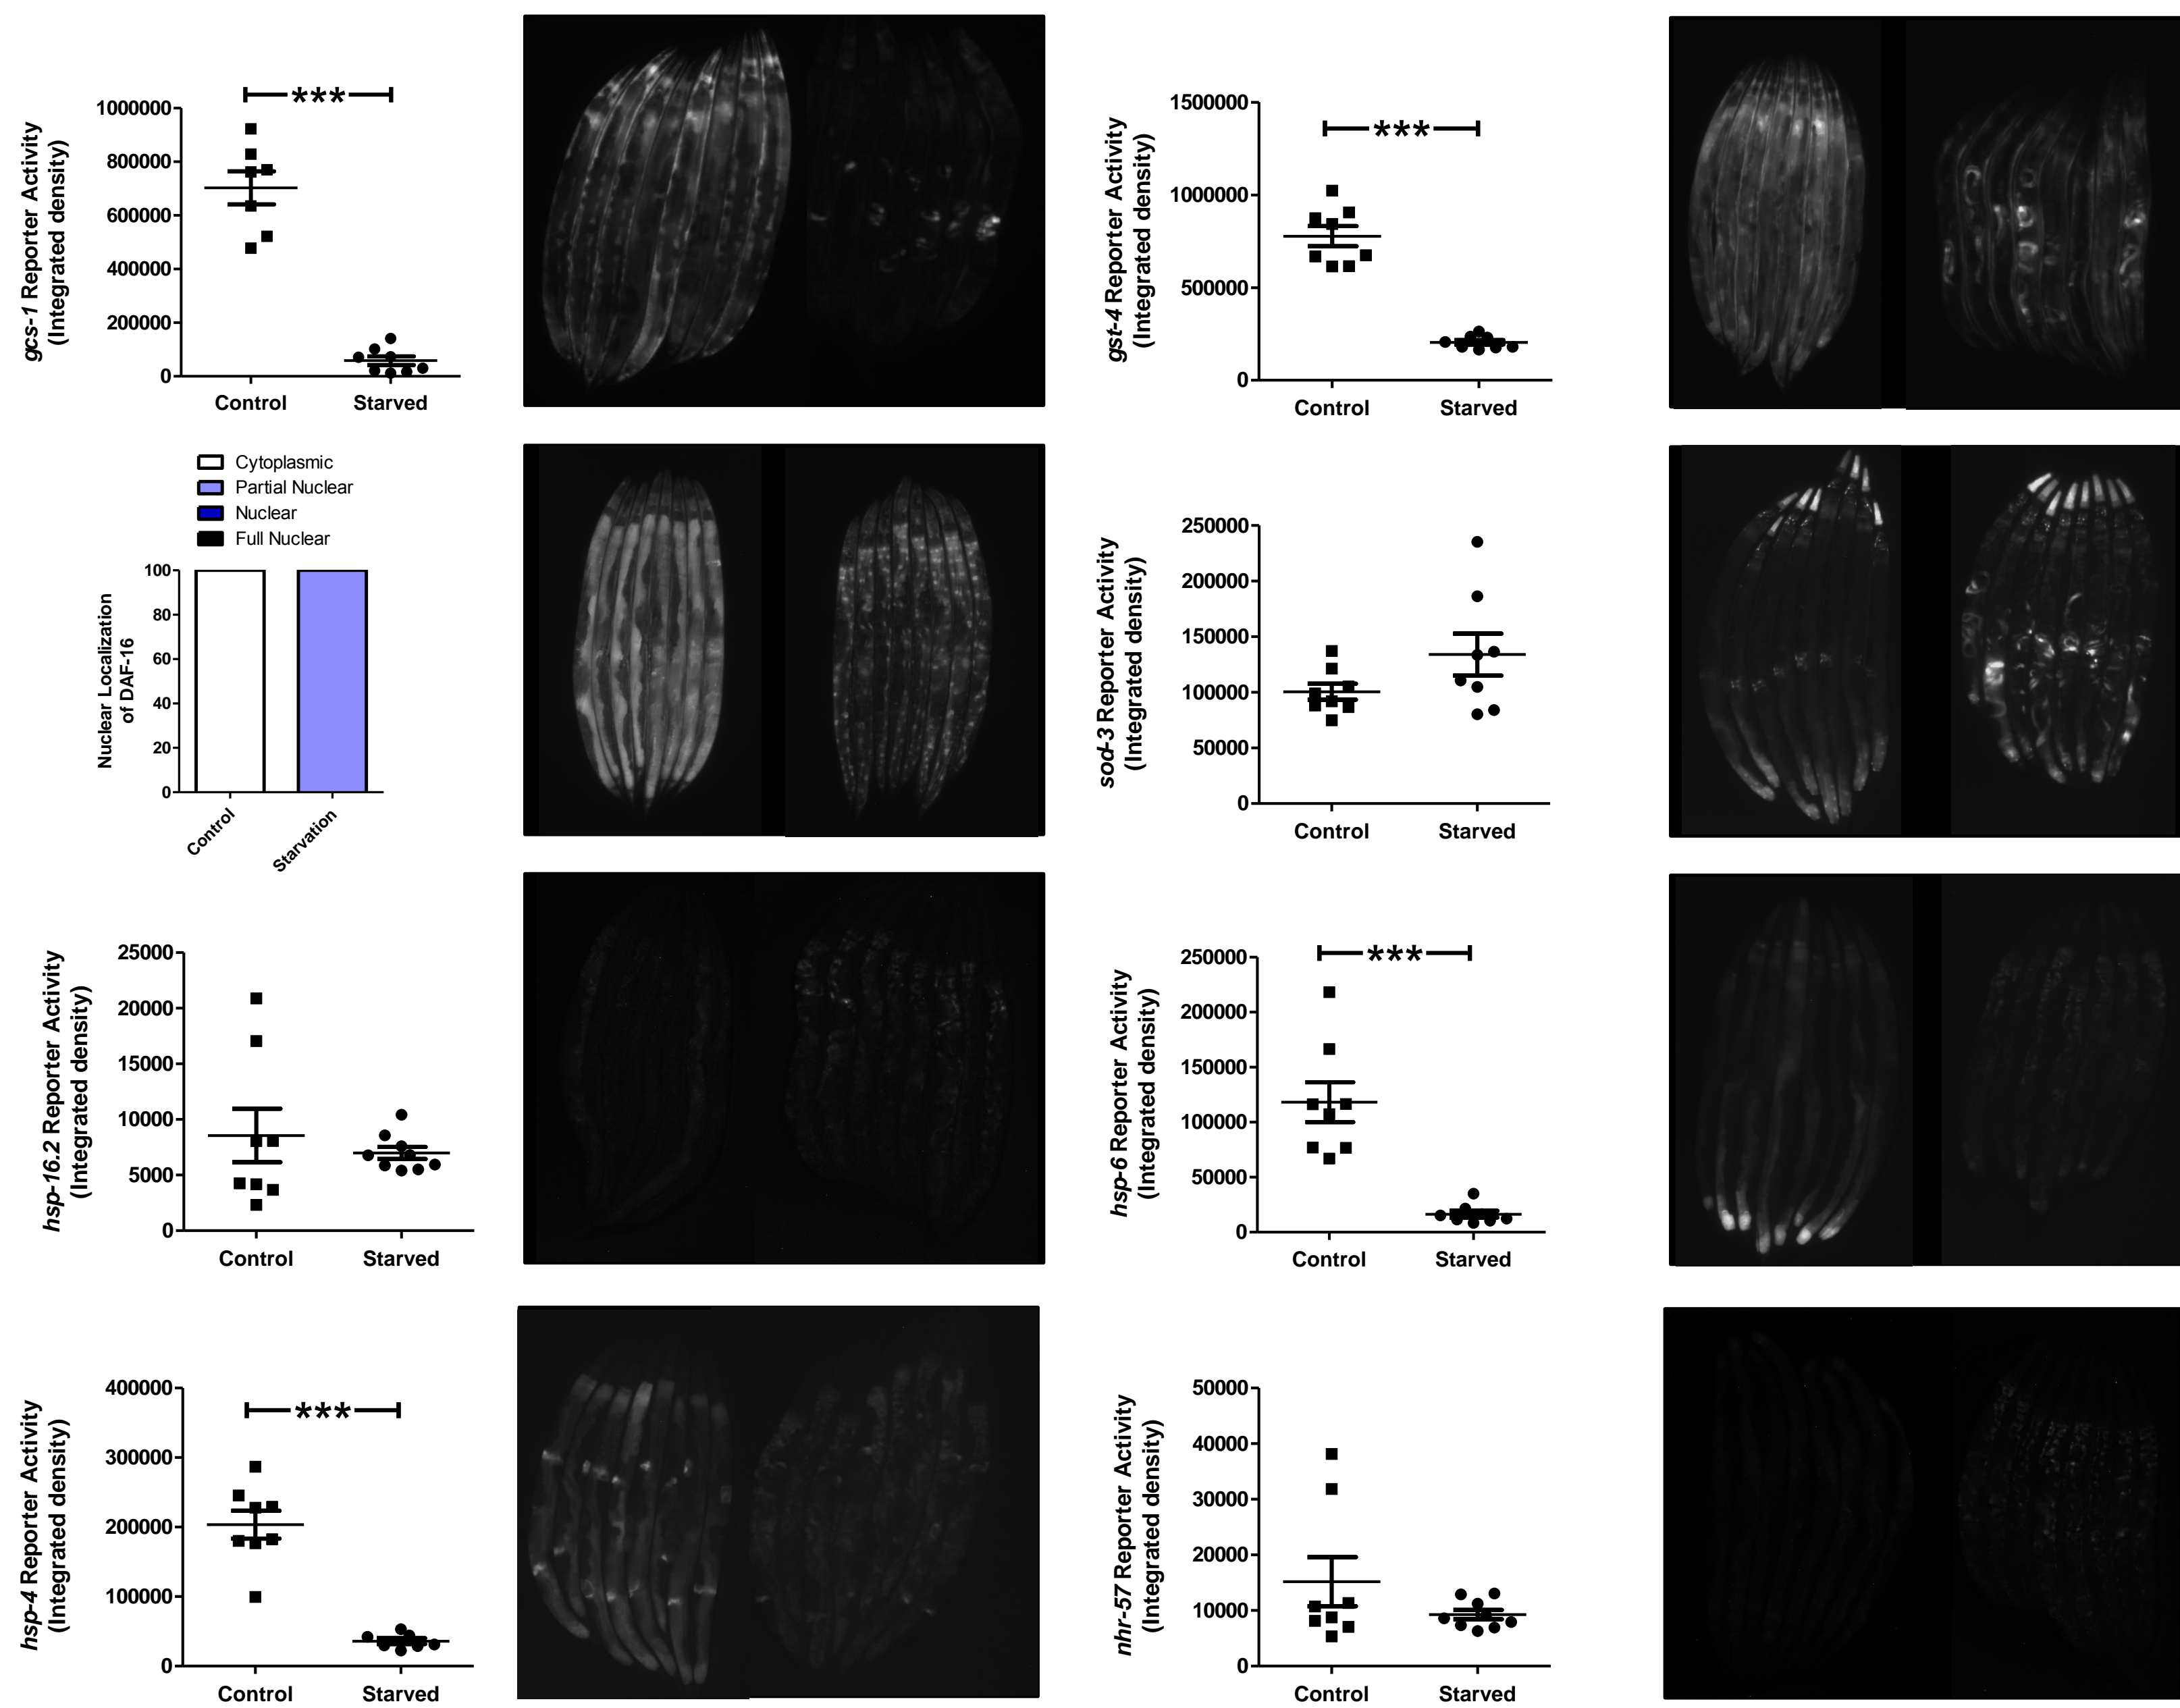 gcs-1 Reporter Activity
(Integrated density)
1000000
800000
600000
400000
200000
0
***
Control
Starved
gst-4 Reporter Activity
(Integrated density)
1500000
1000000
500000
0
***
Control
Starved
Cytoplasmic
Partial Nuclear
Nuclear
Full Nuclear
Nuclear Localization
of DAF-16
100
80
60
40
20
0
Control
Starvation
sod-3 Reporter Activity
(Integrated density)
250000
200000
150000
100000
50000
0
Control
Starved
hsp-16.2 Reporter Activity
(Integrated density)
25000
20000
15000
10000
5000
0
Control
Starved
hsp-6 Reporter Activity
(Integrated density)
250000
200000
150000
100000
50000
0
***
Control
Starved
hsp-4 Reporter Activity
(Integrated density)
400000
300000
200000
100000
0
***
Control
Starved
nhr-57 Reporter Activity
(Integrated density)
50000
40000
30000
20000
10000
0
Control
Starved